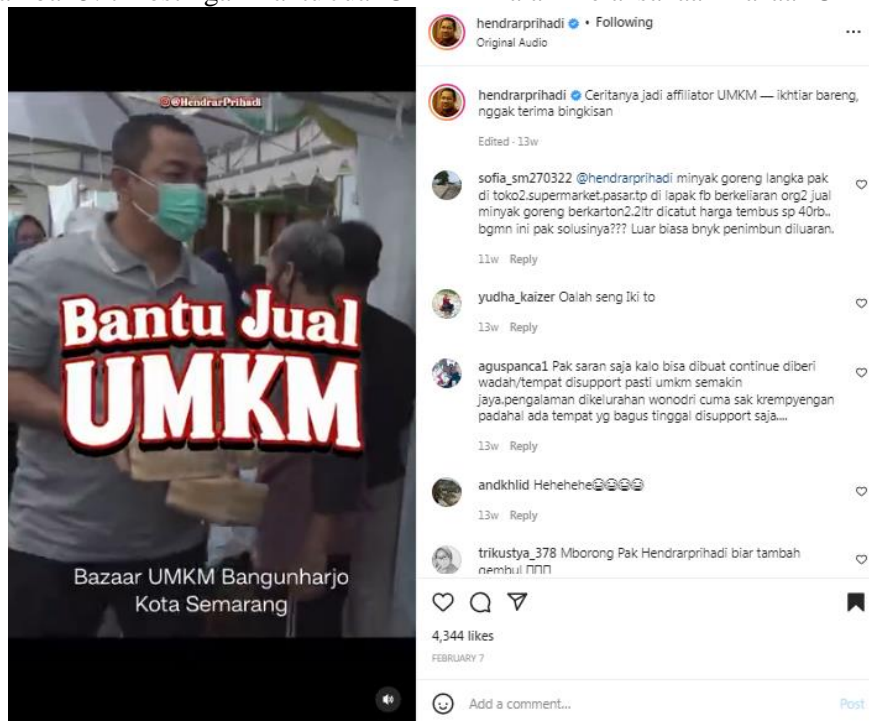 hendrarprihadi • Following
Original Audio
@HendrarPrihadi
Bantu Jual
UMKM
Bazaar UMKM Bangunharjo
Kota Semarang
hendrarprihadi Ceritanya jadi affiliator UMKM — ikhtiar bareng,
nggak terima bingkisan
Edited · 13w
sofia_sm270322 @hendrarprihadi minyak goreng langka pak
di toko2.supermarket.pasar.tp di lapak fb berkeliaran org2 jual
minyak goreng berkarton2.2ltr dicatut harga tembus sp 40rb..
bgmn ini pak solusinya??? Luar biasa bnyk penimbun diluaran.
11w Reply
yudha_kaizer Oalah seng Iki to
13w Reply
aguspanca1 Pak saran saja kalo bisa dibuat continue diberi
wadah/tempat disupport pasti umkm semakin
jaya.pengalaman dikelurahan wonodri cuma sak krempyengan
padahal ada tempat yg bagus tinggal disupport saja....
13w Reply
andkhlid Hehehehe
13w Reply
trikustya_378 Mborong Pak Hendrarprihadi biar tambah
gembul
4,344 likes
FEBRUARY 7
Add a comment...
Post